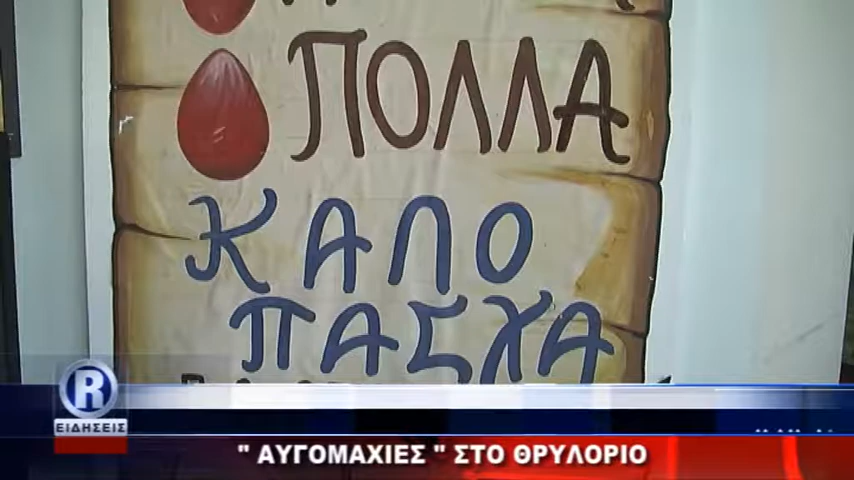 ΠΟΛΛΑ
ΚΑΛΟ
ΠΑΣΧΑ
R
ΕΙΔΗΣΕΙΣ
" ΑΥΓΟΜΑΧΙΕΣ " ΣΤΟ ΘΡΥΛΟΡΙΟ